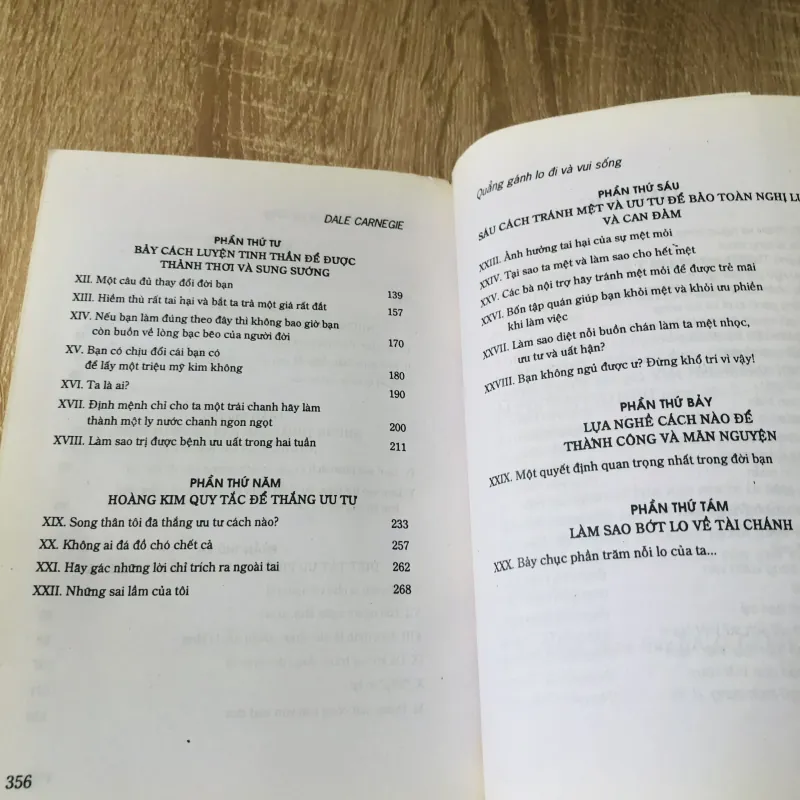 DALE CARNEGIE
PHẦN THỨ TƯ
BẢY CÁCH LUYỆN TINH THẦN ĐỂ ĐƯỢC
THÀNH THƠI VÀ SUNG SƯỚNG
XII. Một câu đủ thay đổi đời bạn 139
XIII. Hiềm thù rất tai hại và bắt ta trả một giá rất đắt 157
XIV. Nếu bạn làm đúng theo đây thì không bao giờ bạn
còn buồn về lòng bạc bẽo của người đời 170
XV. Bạn có chịu đổi cái bạn có
để lấy một triệu mỹ kim không 180
XVI. Ta là ai? 190
XVII. Định mệnh chỉ cho ta một trái chanh hãy làm
thành một ly nước chanh ngon ngọt 200
XVIII. Làm sao trị được bệnh ưu uất trong hai tuần 211
PHẦN THỨ NĂM
HOÀNG KIM QUY TẮC ĐỂ THẮNG ƯU TƯ
XIX. Song thân tôi đã thắng ưu tư cách nào? 233
XX. Không ai đá đồ chó chết cả 257
XXI. Hãy gác những lời chỉ trích ra ngoài tai 262
XXII. Những sai lầm của tôi 268
356
Quẳng gánh lo đi và vui sống
PHẦN THỨ SÁU
SÁU CÁCH TRÁNH MỆT VÀ ƯU TƯ ĐỂ BẢO TOÀN NGHỊ
VÀ CAN ĐẢM
XXIII. Ảnh hưởng tai hại của sự mệt mỏi
XXIV. Tại sao ta mệt và làm sao cho hết mệt
XXV. Các bà nội trợ hãy tránh mệt mỏi để được trẻ mãi
XXVI. Bốn tập quán giúp bạn khỏi mệt và khỏi ưu phiền
khi làm việc
XXVII. Làm sao diệt nỗi buồn chán làm ta mệt nhọc,
ưu tư và uất hận?
XXVIII. Bạn không ngủ được ư? Đừng khổ trí vì vậy!
PHẦN THỨ BẢY
LỰA NGHỀ CÁCH NÀO ĐỂ
THÀNH CÔNG VÀ MÃN NGUYỆN
XXIX. Một quyết định quan trọng nhất trong đời bạn
PHẦN THỨ TÁM
LÀM SAO BỚT LO VỀ TÀI CHÁNH
XXX. Bảy chục phần trăm nỗi lo của ta...